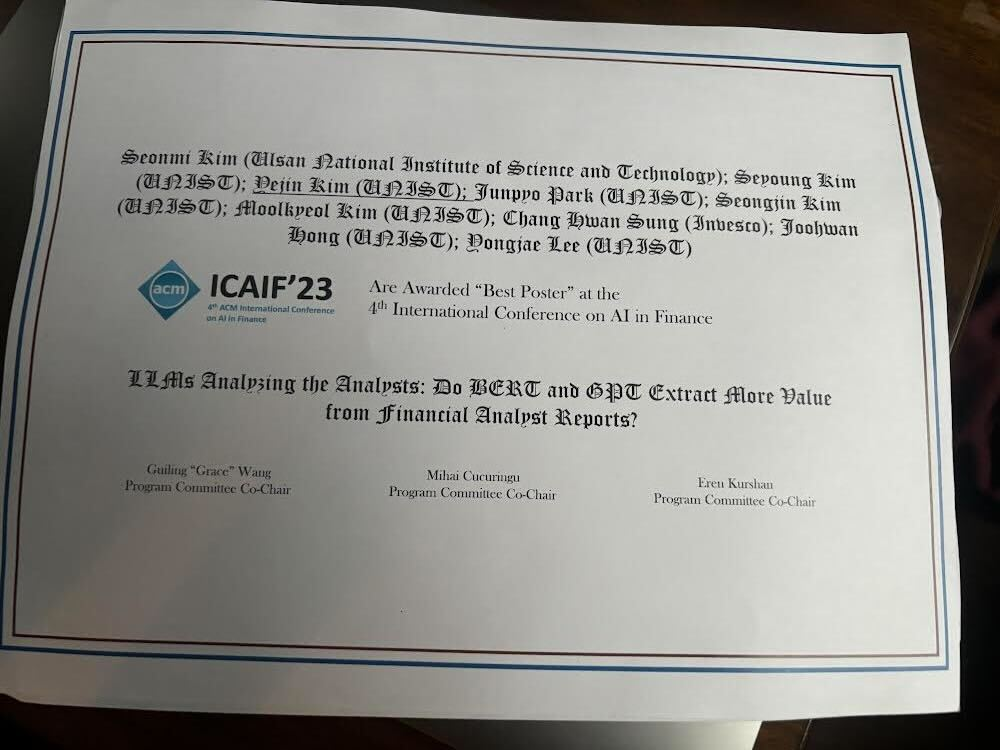 Seonmi Kim (Ulsan National Institute of Science and Technology); Seyoung Kim
(UNIST); Yejin Kim (UNIST); Junpyo Park (UNIST); Seongjin Kim
(UNIST); Moolkyeol Kim (UNIST); Chang Hwan Sung (Invesco); Joohwan
Hong (UNIST); Yongjae Lee (UNIST)
acm
ICAIF'23
4th ACM International Conference
on AI in Finance
Are Awarded “Best Poster” at the
4th International Conference on AI in Finance
LLMs Analyzing the Analysts: Do BERT and GPT Extract More Value
from Financial Analyst Reports?
Guiling “Grace” Wang
Program Committee Co-Chair
Mihai Cucuringu
Program Committee Co-Chair
Eren Kurshan
Program Committee Co-Chair